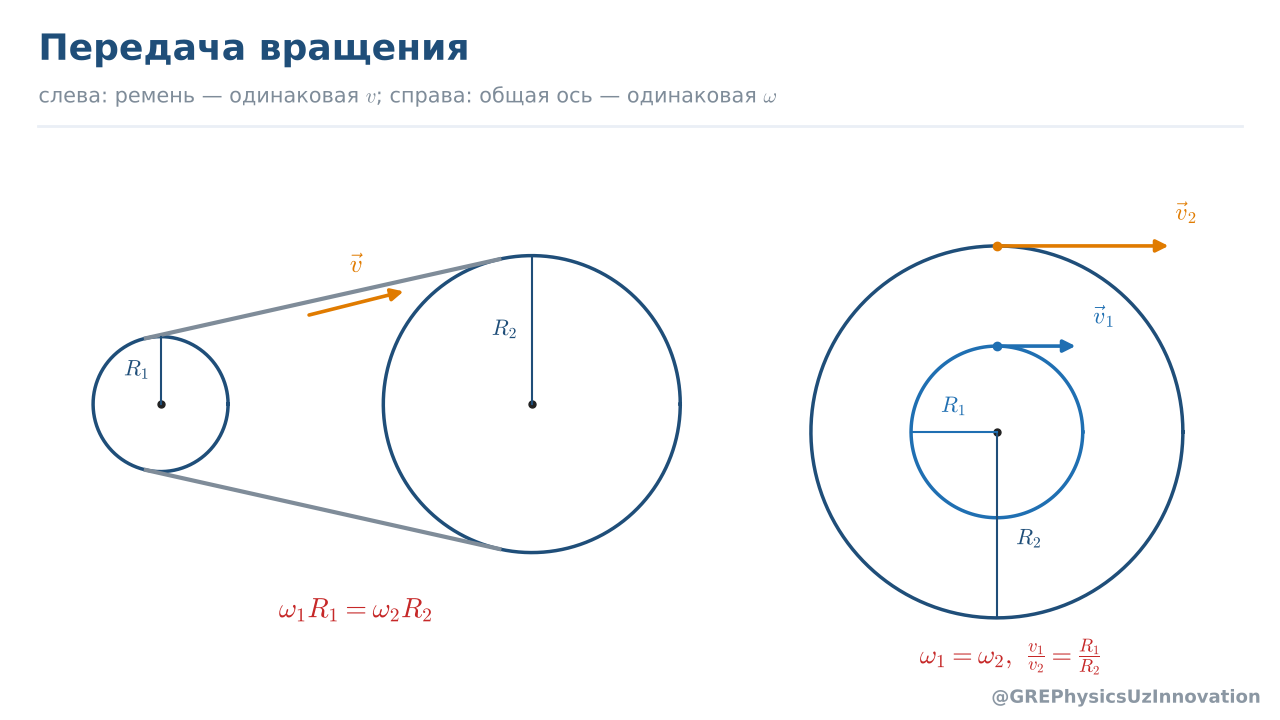 Передача вращения
слева: ремень — одинаковая v; справа: общая ось — одинаковая ω
v⃗
R₁
R₂
ω₁R₁ = ω₂R₂
v⃗₂
v⃗₁
R₁
R₂
ω₁ = ω₂, v₁/v₂ = R₁/R₂
@GREPhysicsUzInnovation